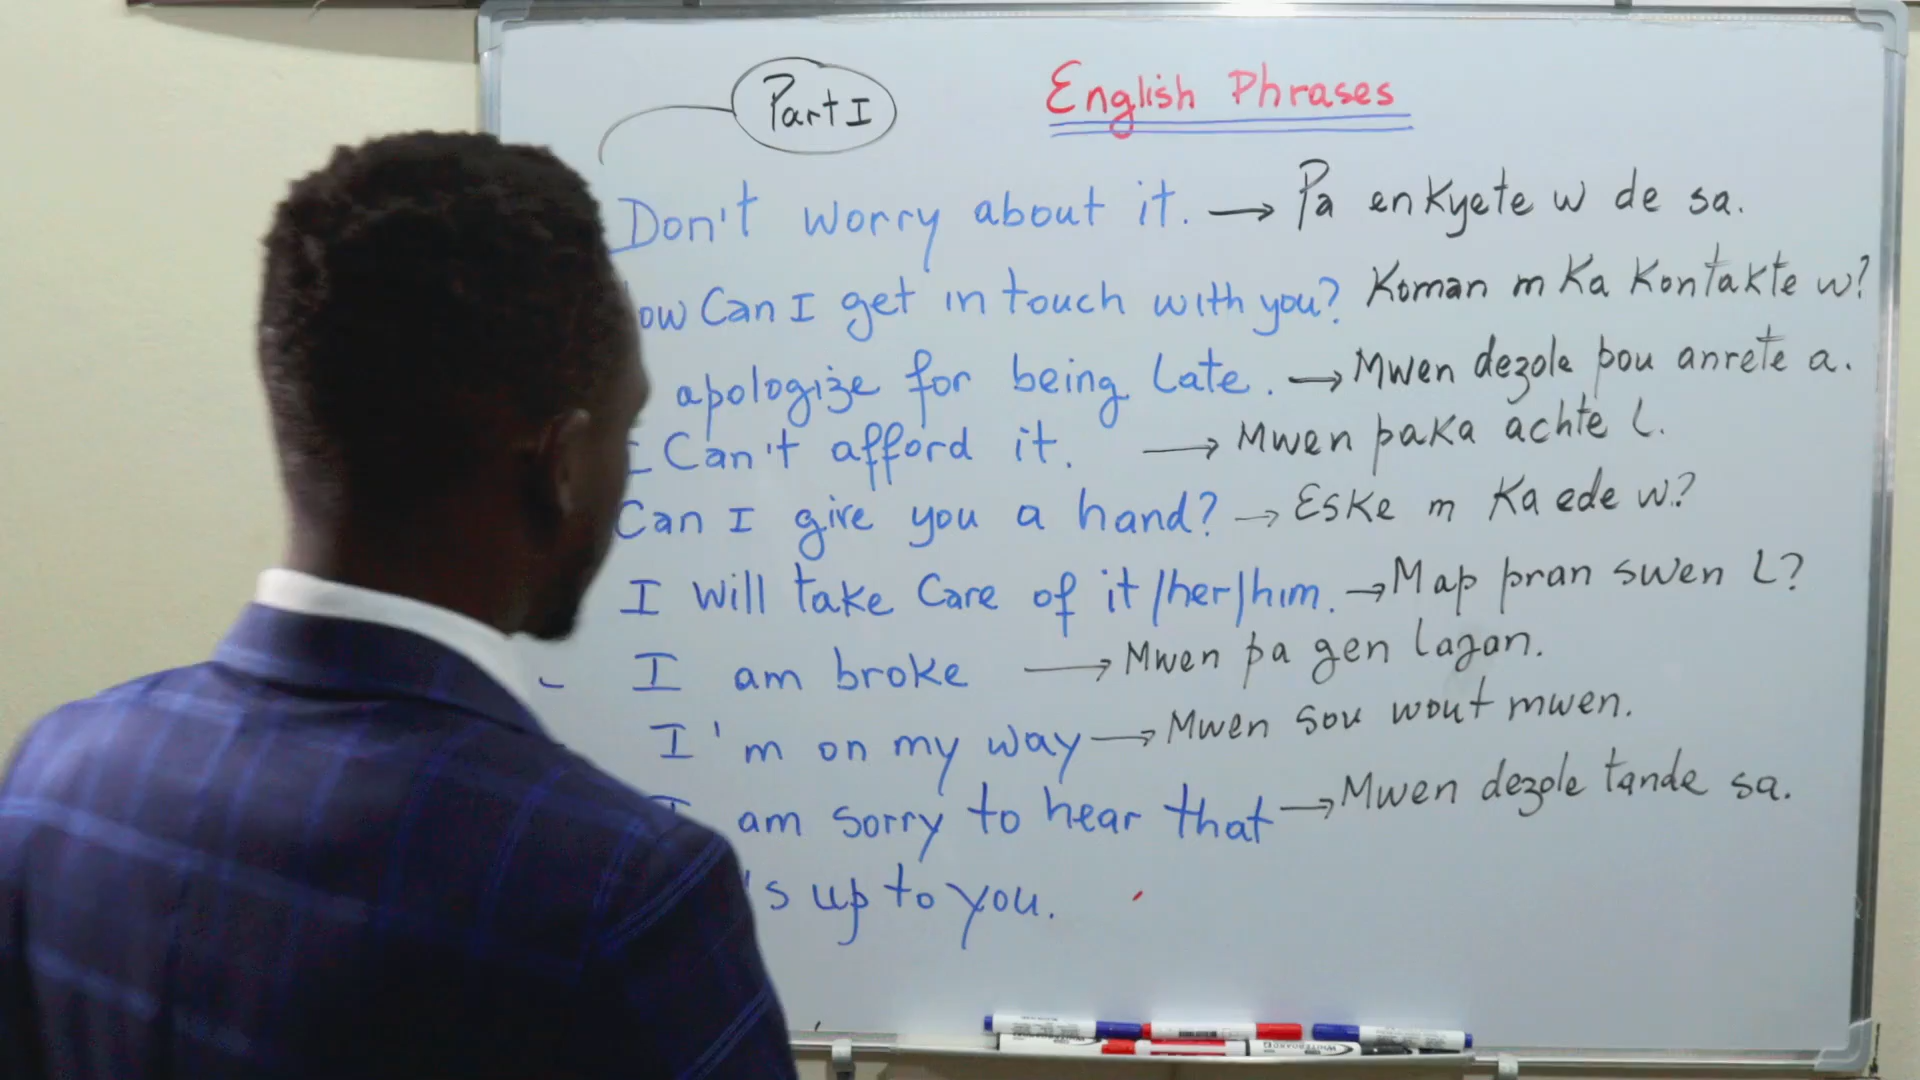 Part I
English Phrases
Don't worry about it. → Pa enkyete w de sa.
ow Can I get in touch with you? Koman m Ka Kontakte w?
apologize for being Late. → Mwen dezole pou anrete a.
I Can't afford it. → Mwen paka achte L.
Can I give you a hand? → Eske m Ka ede w?
I will take Care of it/her/him. → Map pran swen L?
I am broke → Mwen pa gen lagan.
I'm on my way → Mwen sou wout mwen.
I am sorry to hear that → Mwen dezole tande sa.
's up to you.
WHITEBOARD